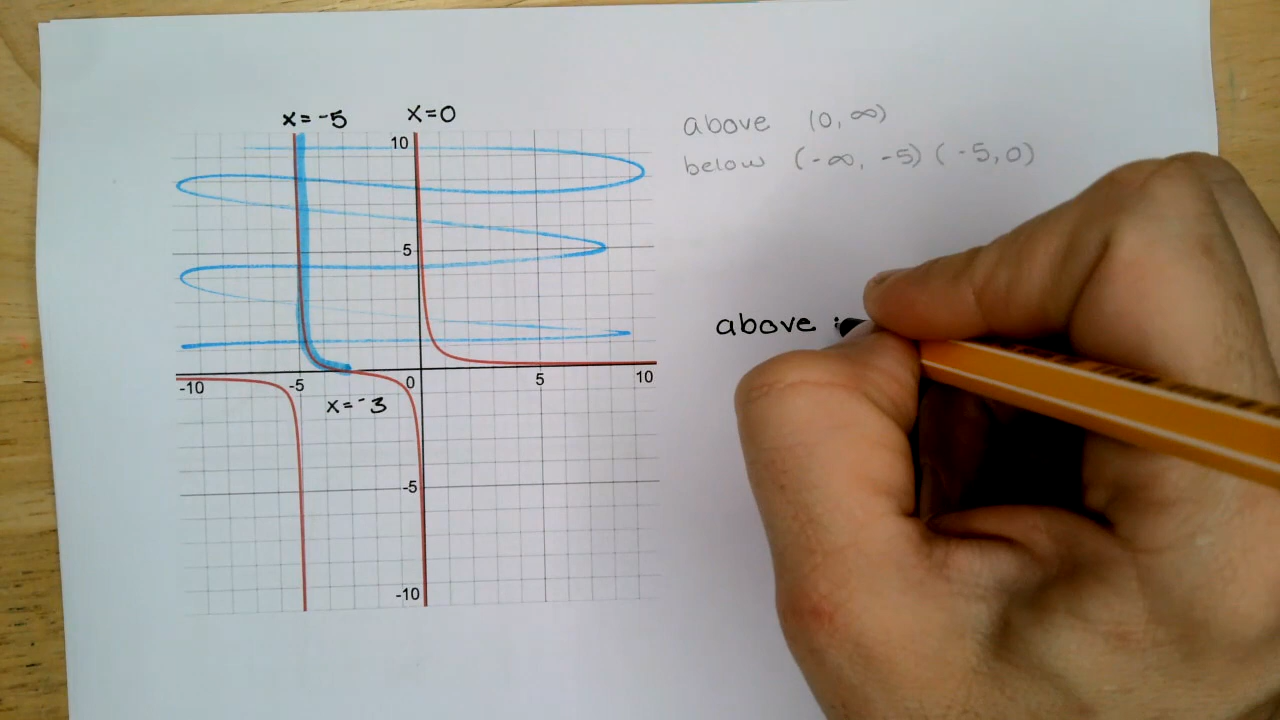 x=-5 x=0
above (0, ∞)
below (-∞, -5) (-5, 0)
above :
x=-3
10
5
-10 -5 0 5 10
-5
-10